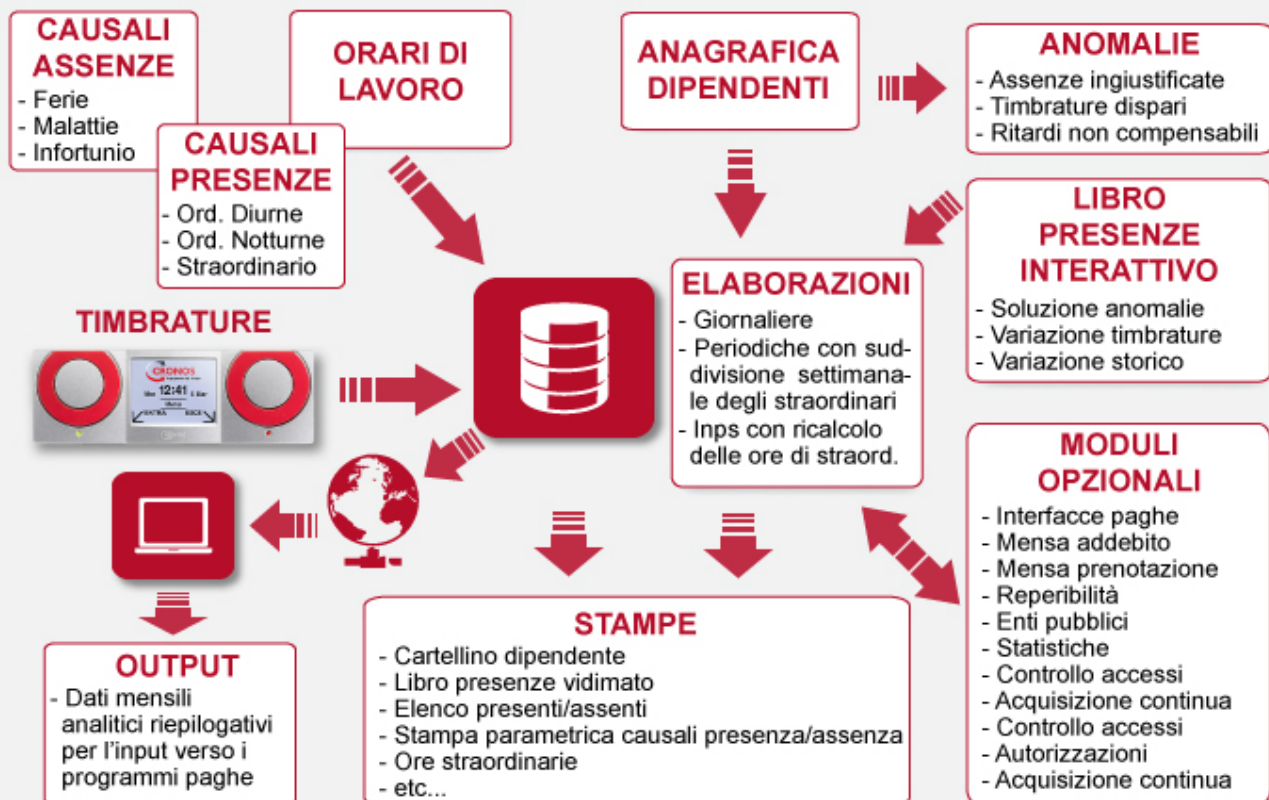 CAUSALI
ASSENZE
- Ferie
- Malattie
- Infortunio
CAUSALI
PRESENZE
- Ord. Diurne
- Ord. Notturne
- Straordinario
ORARI DI
LAVORO
ANAGRAFICA
DIPENDENTI
ANOMALIE
- Assenze ingiustificate
- Timbrature dispari
- Ritardi non compensabili
LIBRO
PRESENZE
INTERATTIVO
- Soluzione anomalie
- Variazione timbrature
- Variazione storico
TIMBRATURE
CRONOS
12:41
ELABORAZIONI
- Giornaliere
- Periodiche con sud-
divisione settimana-
le degli straordinari
- Inps con ricalcolo
delle ore di straord.
MODULI
OPZIONALI
- Interfacce paghe
- Mensa addebito
- Mensa prenotazione
- Reperibilità
- Enti pubblici
- Statistiche
- Controllo accessi
- Acquisizione continua
- Controllo accessi
- Autorizzazioni
- Acquisizione continua
OUTPUT
- Dati mensili
analitici riepilogativi
per l'input verso i
programmi paghe
STAMPE
- Cartellino dipendente
- Libro presenze vidimato
- Elenco presenti/assenti
- Stampa parametrica causali presenza/assenza
- Ore straordinarie
- etc...